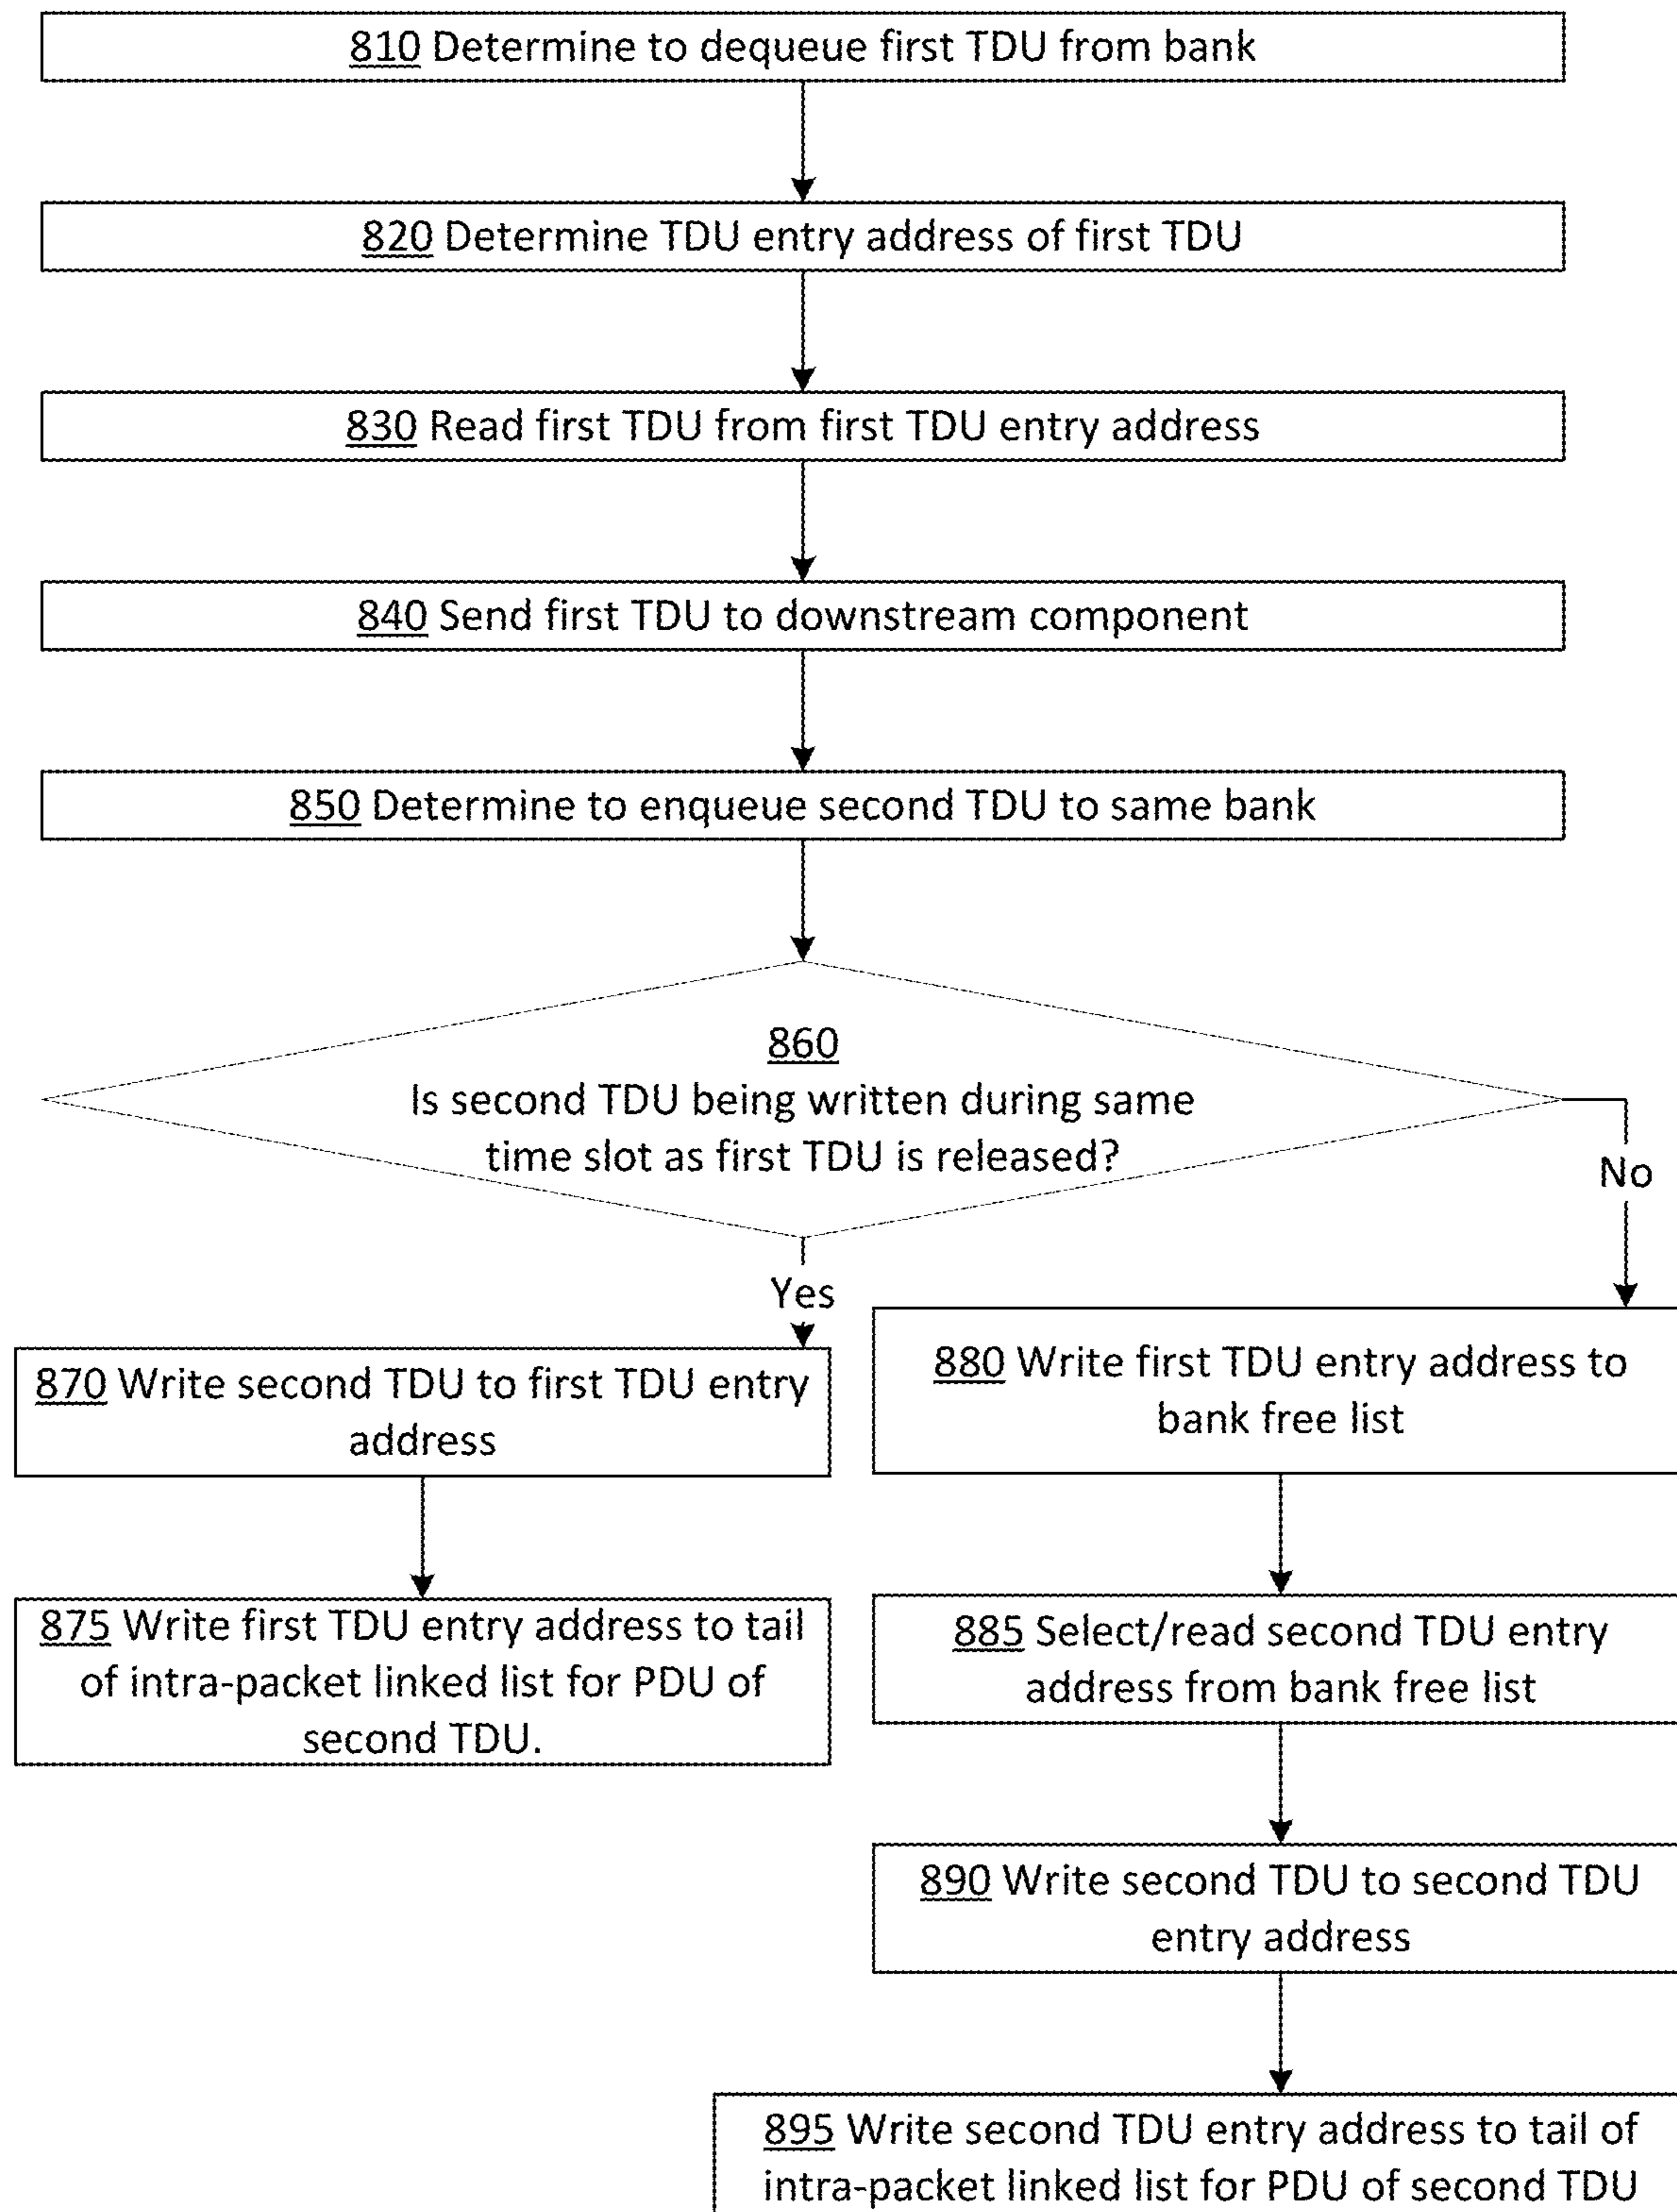 810 Determine to dequeue first TDU from bank
820 Determine TDU entry address of first TDU
830 Read first TDU from first TDU entry address
840 Send first TDU to downstream component
850 Determine to enqueue second TDU to same bank
860
Is second TDU being written during same
time slot as first TDU is released?
No
Yes
870 Write second TDU to first TDU entry
address
880 Write first TDU entry address to
bank free list
875 Write first TDU entry address to tail
of intra-packet linked list for PDU of
second TDU.
885 Select/read second TDU entry
address from bank free list
890 Write second TDU to second TDU
entry address
895 Write second TDU entry address to tail of
intra-packet linked list for PDU of second TDU